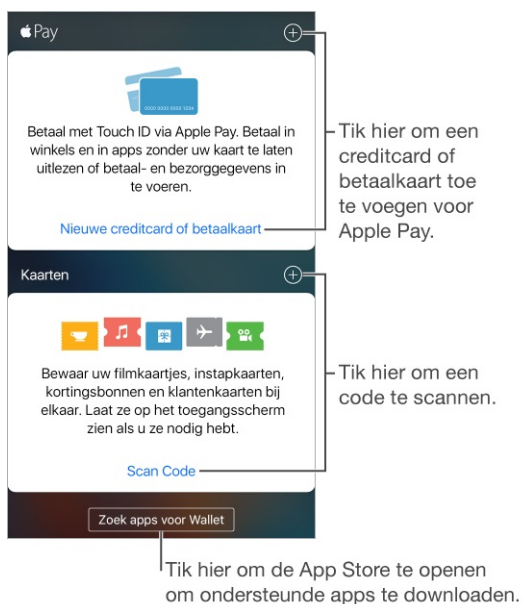 Pay
Betaal met Touch ID via Apple Pay. Betaal in
winkels en in apps zonder uw kaart te laten
uitlezen of betaal- en bezorggegevens in
te voeren.
Nieuwe creditcard of betaalkaart
Tik hier om een
creditcard of
betaalkaart toe
te voegen voor
Apple Pay.
Kaarten
Bewaar uw filmkaartjes, instapkaarten,
kortingsbonnen en klantenkaarten bij
elkaar. Laat ze op het toegangsscherm
zien als u ze nodig hebt.
Scan Code
Tik hier om een
code te scannen.
Zoek apps voor Wallet
Tik hier om de App Store te openen
om ondersteunde apps te downloaden.